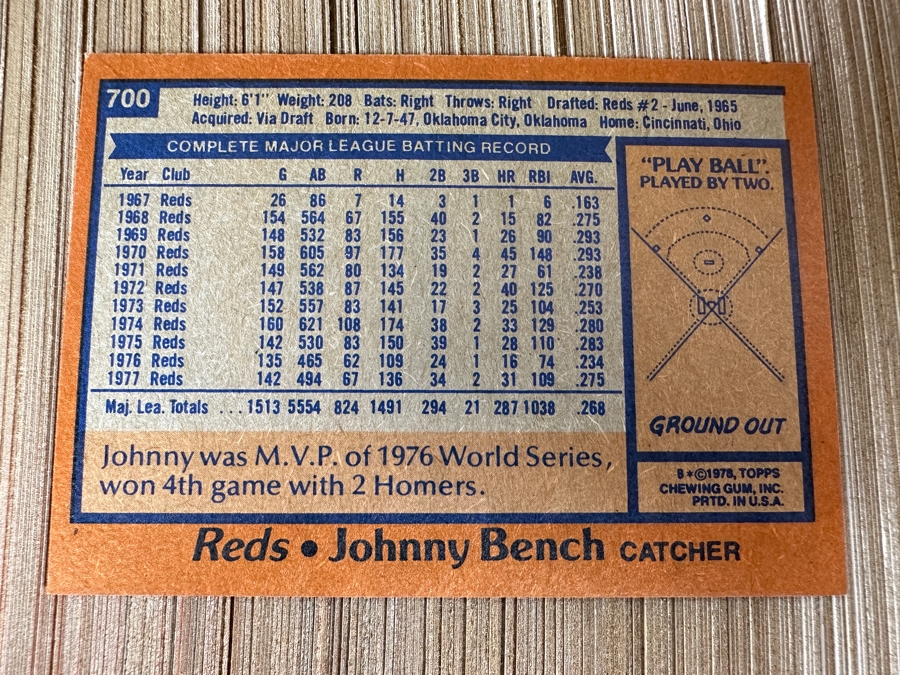 700
Height: 6'1" Weight: 208 Bats: Right Throws: Right Drafted: Reds #2 - June, 1965
Acquired: Via Draft Born: 12-7-47, Oklahoma City, Oklahoma Home: Cincinnati, Ohio
COMPLETE MAJOR LEAGUE BATTING RECORD
Year Club G AB R H 2B 3B HR RBI AVG.
1967 Reds 26 86 7 14 3 1 1 6 .163
1968 Reds 154 564 67 155 40 2 15 82 .275
1969 Reds 148 532 83 156 23 1 26 90 .293
1970 Reds 158 605 97 177 35 4 45 148 .293
1971 Reds 149 562 80 134 19 2 27 61 .238
1972 Reds 147 538 87 145 22 2 40 125 .270
1973 Reds 152 557 83 141 17 3 25 104 .253
1974 Reds 160 621 108 174 38 2 33 129 .280
1975 Reds 142 530 83 150 39 1 28 110 .283
1976 Reds 135 465 62 109 24 1 16 74 .234
1977 Reds 142 494 67 136 34 2 31 109 .275
Maj. Lea. Totals ... 1513 5554 824 1491 294 21 287 1038 .268
Johnny was M.V.P. of 1976 World Series,
won 4th game with 2 Homers.
"PLAY BALL".
PLAYED BY TWO.
GROUND OUT
B*©1978, TOPPS
CHEWING GUM, INC.
PRTD. IN U.S.A.
Reds • Johnny Bench CATCHER